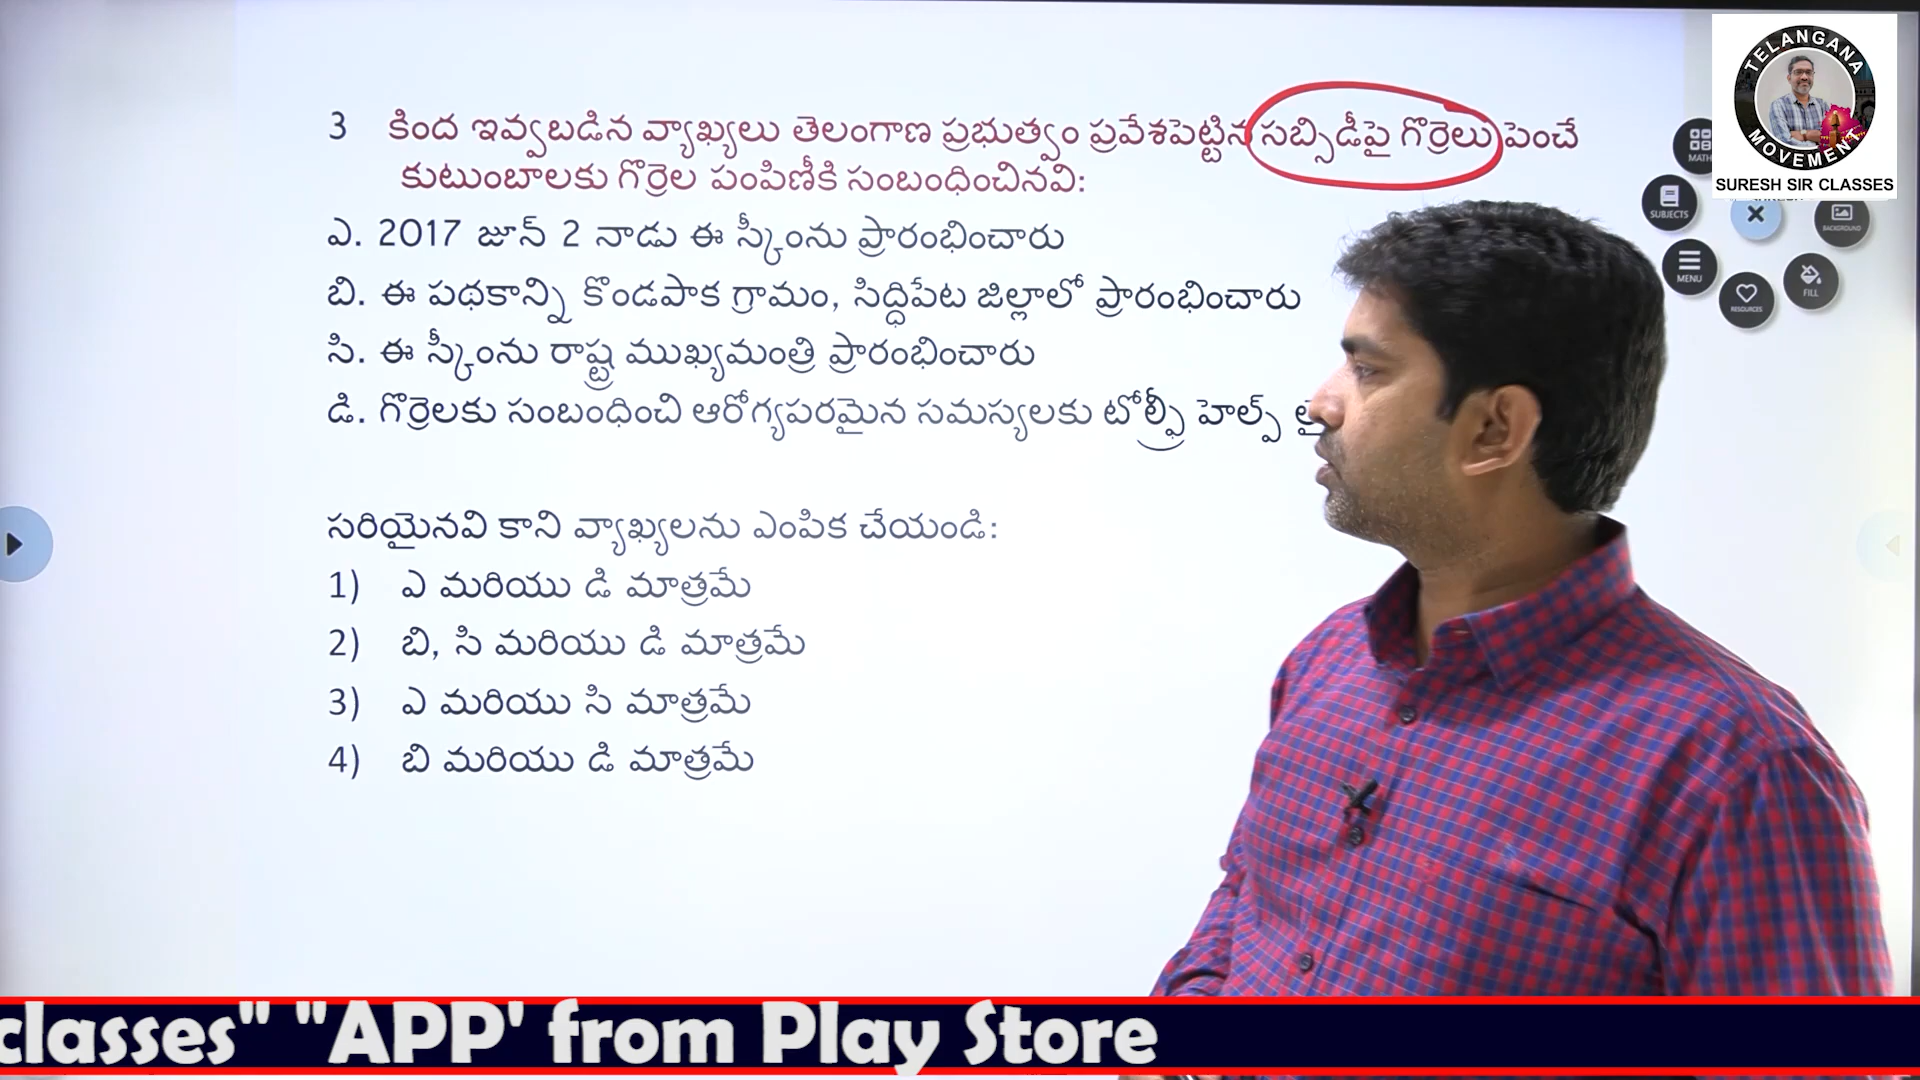 3 కింద ఇవ్వబడిన వ్యాఖ్యలు తెలంగాణ ప్రభుత్వం ప్రవేశపెట్టిన సబ్సిడీపై గొర్రెలు పెంచే
కుటుంబాలకు గొర్రెల పంపిణీకి సంబంధించినవి:
ఎ. 2017 జూన్ 2 నాడు ఈ స్కీంను ప్రారంభించారు
బి. ఈ పథకాన్ని కొండపాక గ్రామం, సిద్ధిపేట జిల్లాలో ప్రారంభించారు
సి. ఈ స్కీంను రాష్ట్ర ముఖ్యమంత్రి ప్రారంభించారు
డి. గొర్రెలకు సంబంధించి ఆరోగ్యపరమైన సమస్యలకు టోల్ఫ్రీ హెల్ప్
సరియైనవి కాని వ్యాఖ్యలను ఎంపిక చేయండి:
1) ఎ మరియు డి మాత్రమే
2) బి, సి మరియు డి మాత్రమే
3) ఎ మరియు సి మాత్రమే
4) బి మరియు డి మాత్రమే
TELANGANA
MOVEMENT
SURESH SIR CLASSES
MATH
SUBJECTS
BACKGROUND
MENU
RESOURCES
FILL
classes" "APP' from Play Store